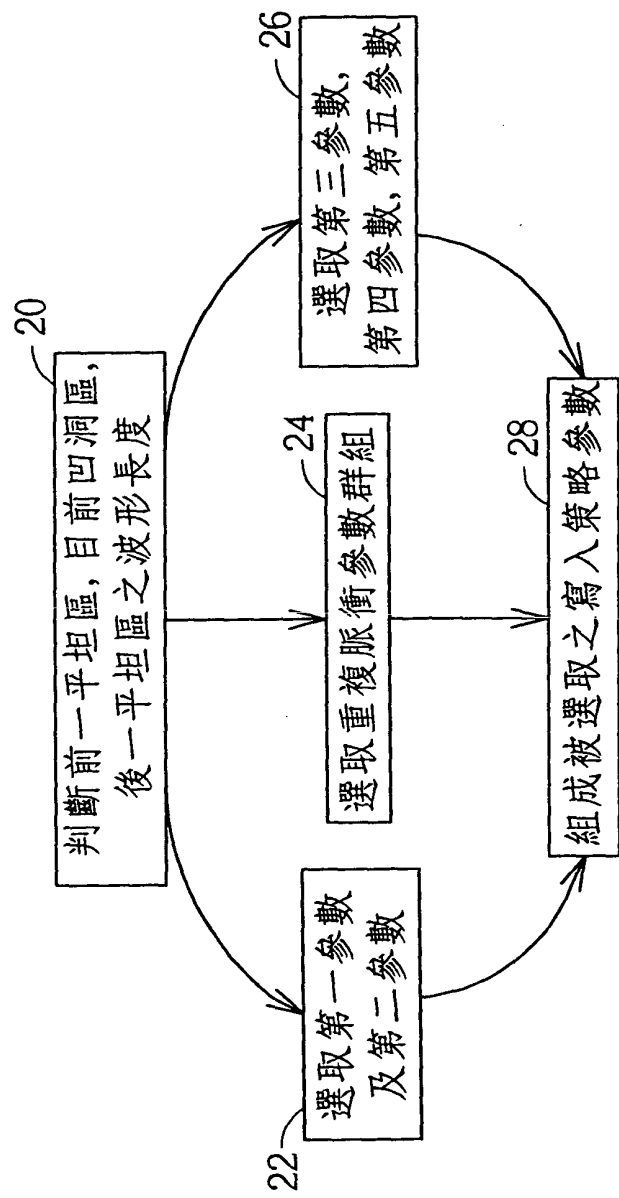 20
判斷前一平坦區, 目前凹洞區,
後一平坦區之波形長度
22
選取第一參數
及第二參數
24
選取重複脈衝參數群組
26
選取第三參數,
第四參數, 第五參數
28
組成被選取之寫入策略參數